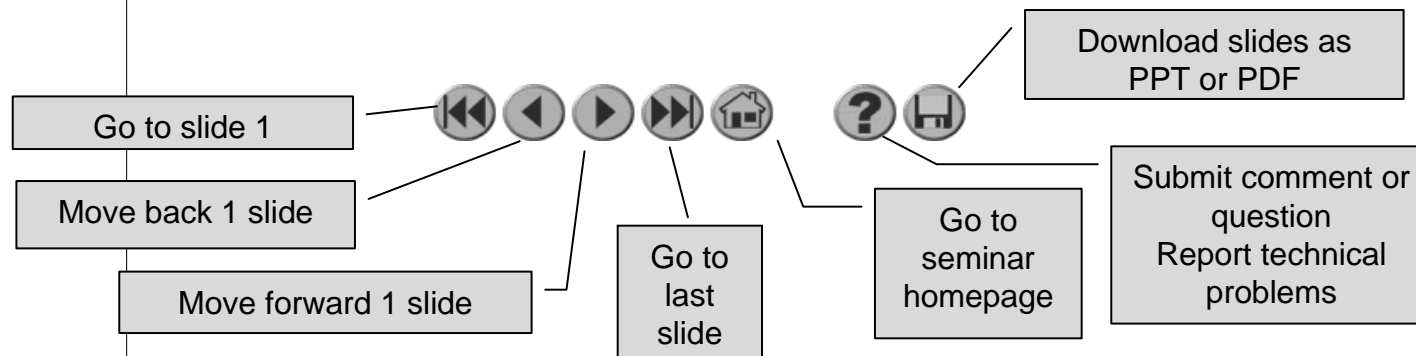 Download slides as
PPT or PDF
Go to slide 1
Move back 1 slide
Move forward 1 slide
Go to
last
slide
Go to
seminar
homepage
Submit comment or
question
Report technical
problems